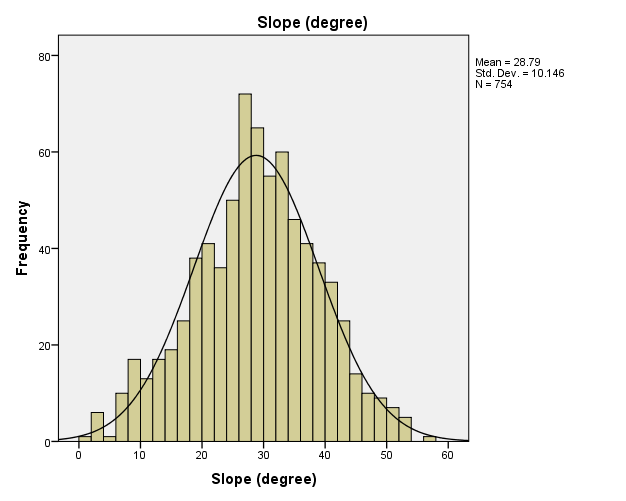 Slope (degree)
Mean = 28.79
Std. Dev. = 10.146
N = 754
80
60
40
20
0
Frequency
0 10 20 30 40 50 60
Slope (degree)